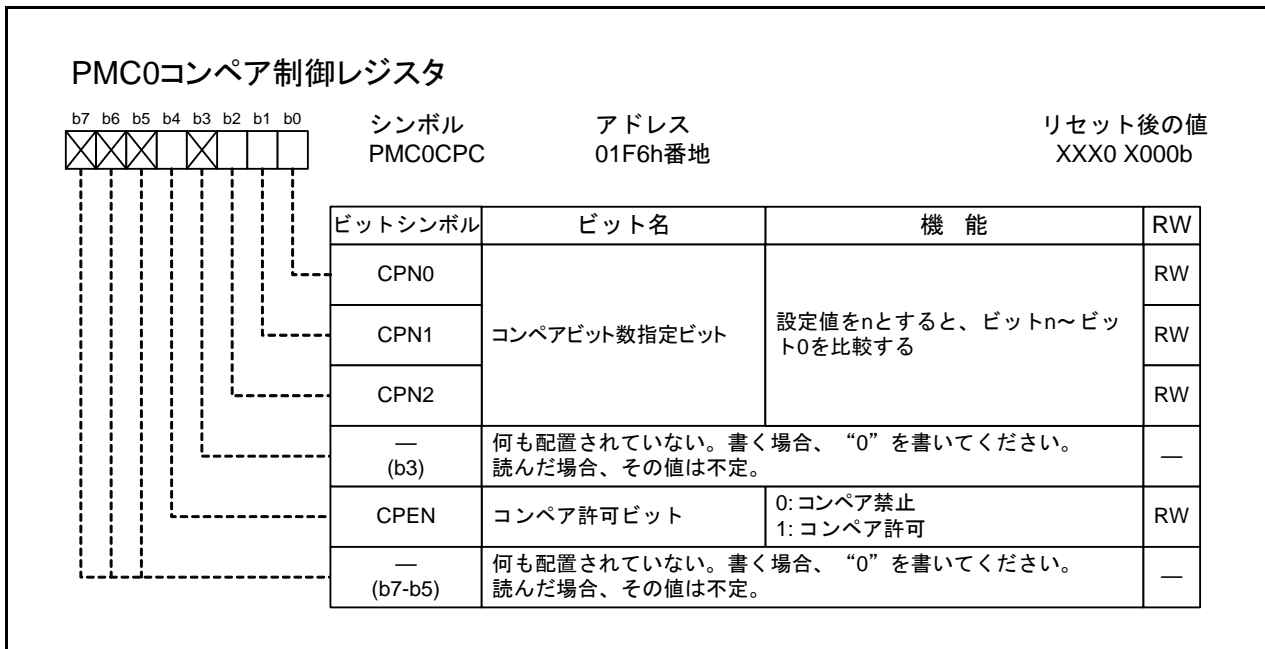 PMC0コンペア制御レジスタ
b7 b6 b5 b4 b3 b2 b1 b0
シンボル アドレス リセット後の値
PMC0CPC 01F6h番地 XXX0 X000b
ビットシンボル ビット名 機 能 RW
CPN0 RW
CPN1 コンペアビット数指定ビット 設定値をnとすると、ビットn～ビッ
ト0を比較する RW
CPN2 RW
— 何も配置されていない。書く場合、“0”を書いてください。
(b3) 読んだ場合、その値は不定。 —
CPEN コンペア許可ビット 0: コンペア禁止
1: コンペア許可 RW
— 何も配置されていない。書く場合、“0”を書いてください。
(b7-b5) 読んだ場合、その値は不定。 —